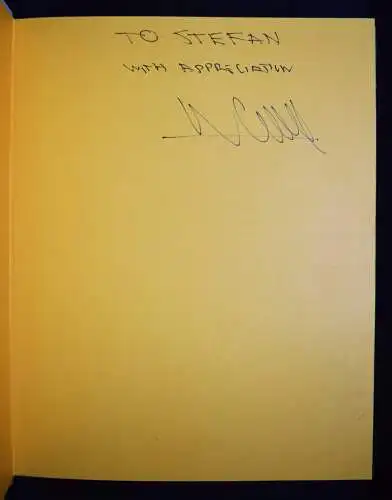 TO STEFAN
WITH APPRECIATION